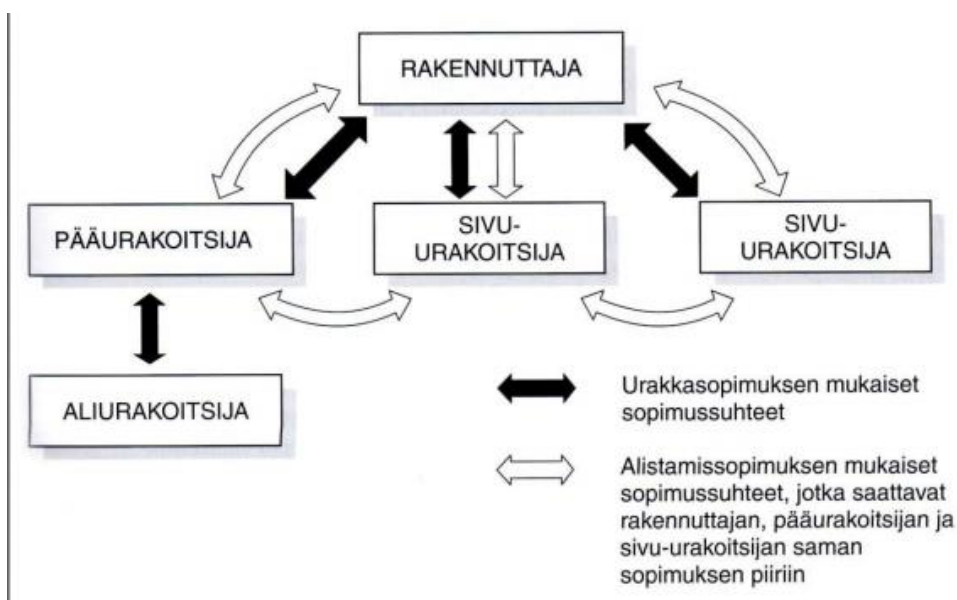 RAKENNUTTAJA
PÄÄURAKOITSIJA
SIVU-
URAKOITSIJA
SIVU-
URAKOITSIJA
ALIURAKOITSIJA
Urakkasopimuksen mukaiset
sopimussuhteet
Alistamissopimuksen mukaiset
sopimussuhteet, jotka saattavat
rakennuttajan, pääurakoitsijan ja
sivu-urakoitsijan saman
sopimuksen piiriin